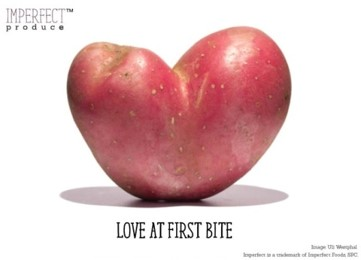 IMPERFECT™
produce
LOVE AT FIRST BITE
Image: Uli Westphal
Imperfect is a trademark of Imperfect Foods, SPC